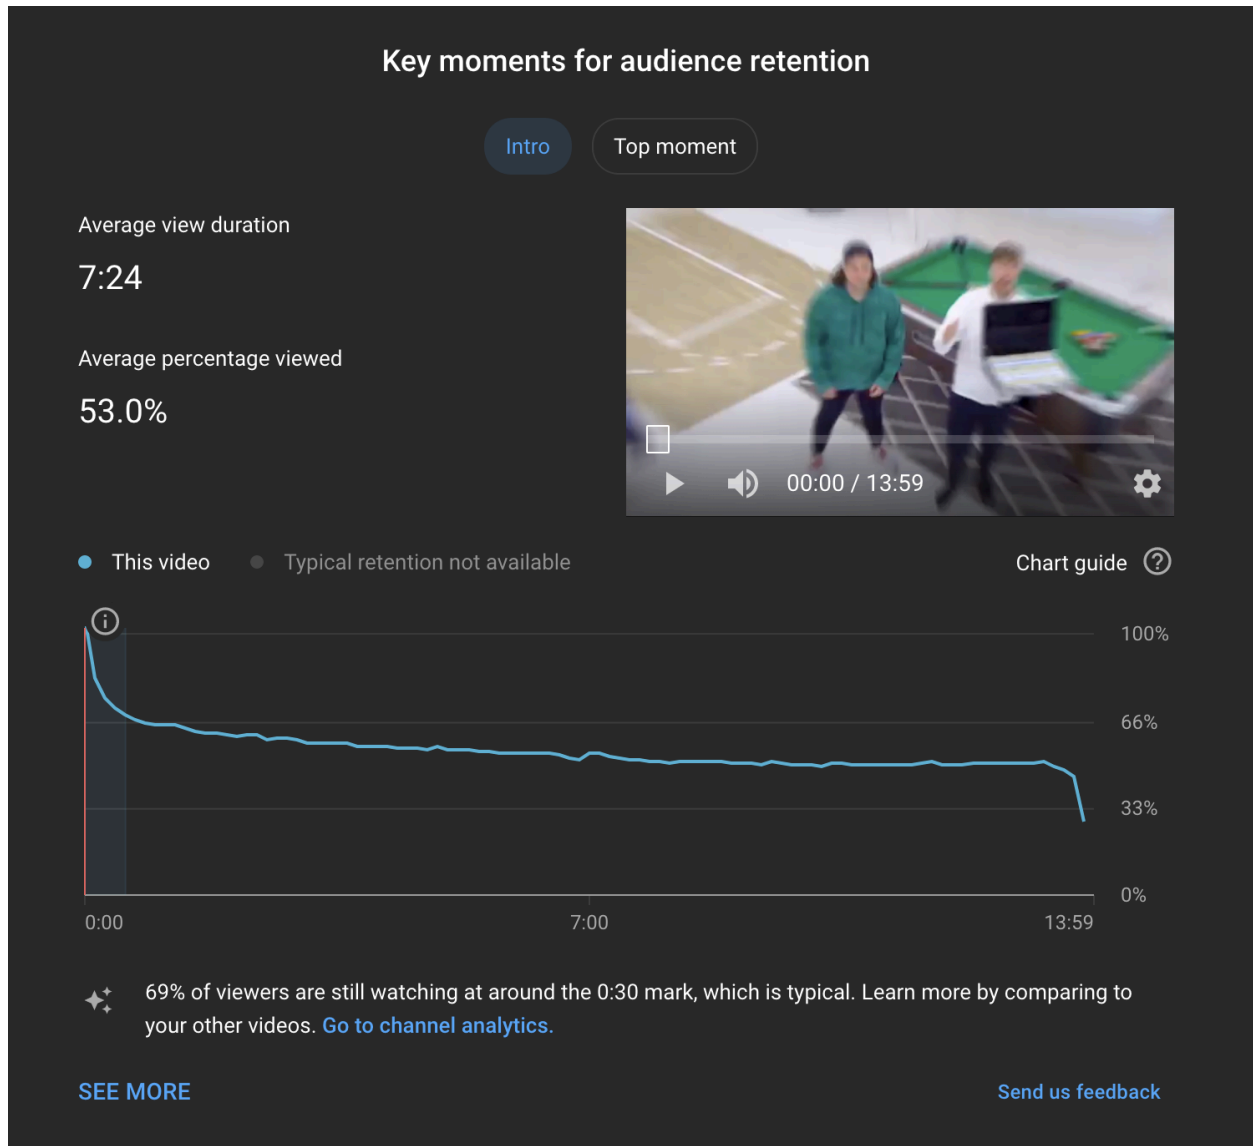 Key moments for audience retention
Intro
Top moment
Average view duration
7:24
Average percentage viewed
53.0%
00:00 / 13:59
This video
Typical retention not available
Chart guide
100%
66%
33%
0%
0:00
7:00
13:59
69% of viewers are still watching at around the 0:30 mark, which is typical. Learn more by comparing to
your other videos. Go to channel analytics.
SEE MORE
Send us feedback